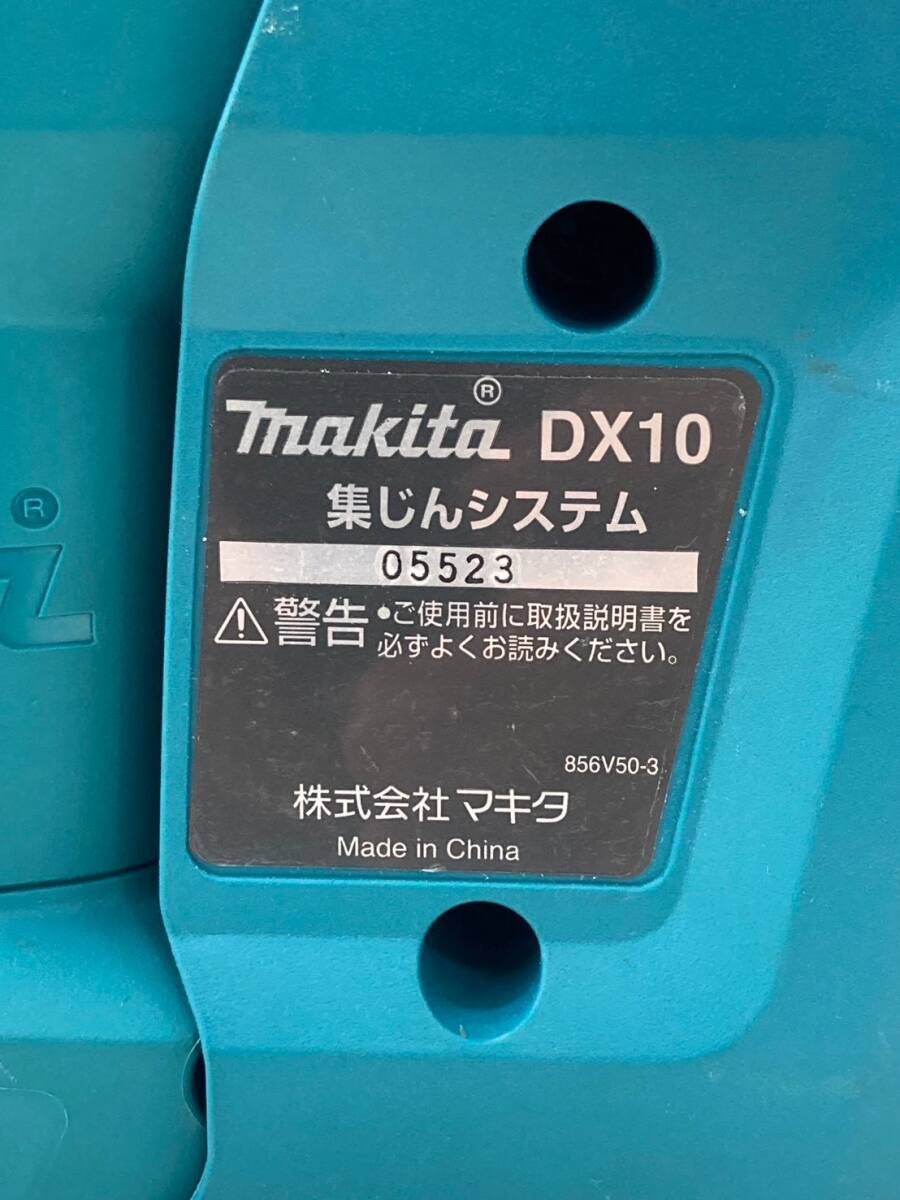 makita® DX10
集じんシステム
05523
警告 •ご使用前に取扱説明書を
必ずよくお読みください。
856V50-3
株式会社マキタ
Made in China
®